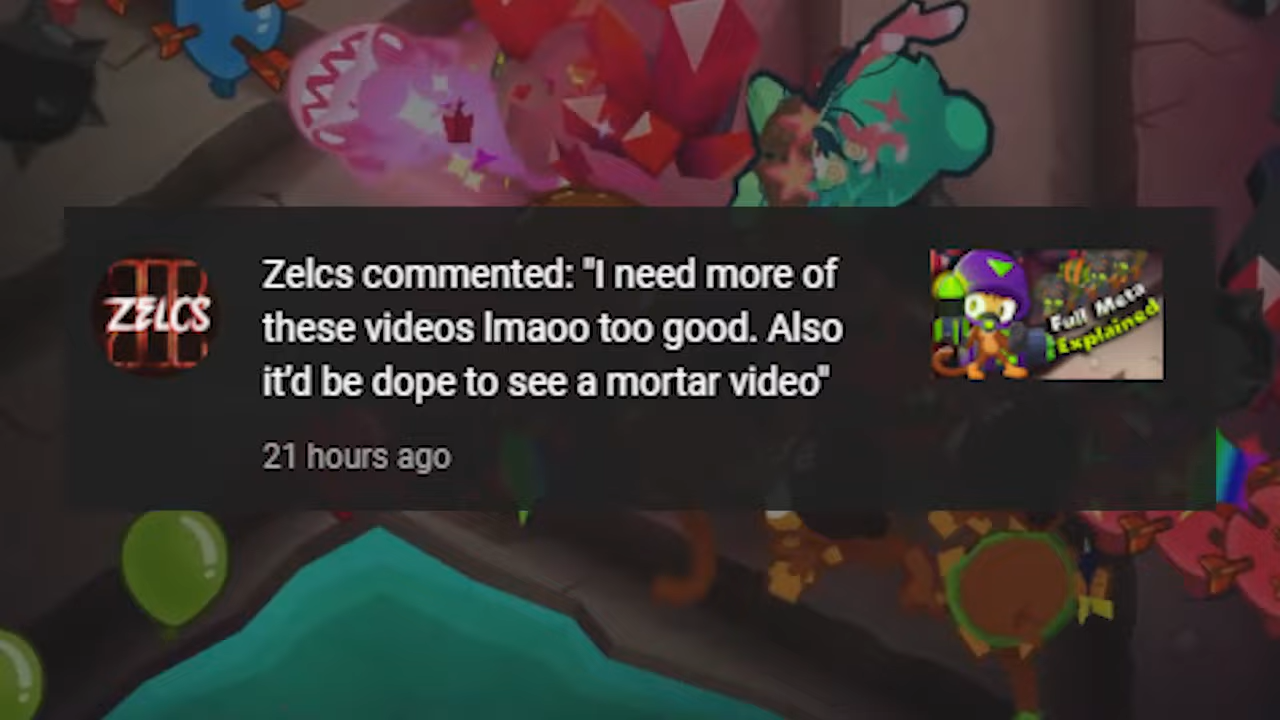 ZELCS
Zelcs commented: "I need more of
these videos lmaoo too good. Also
it'd be dope to see a mortar video"
21 hours ago
Full Meta
Explained